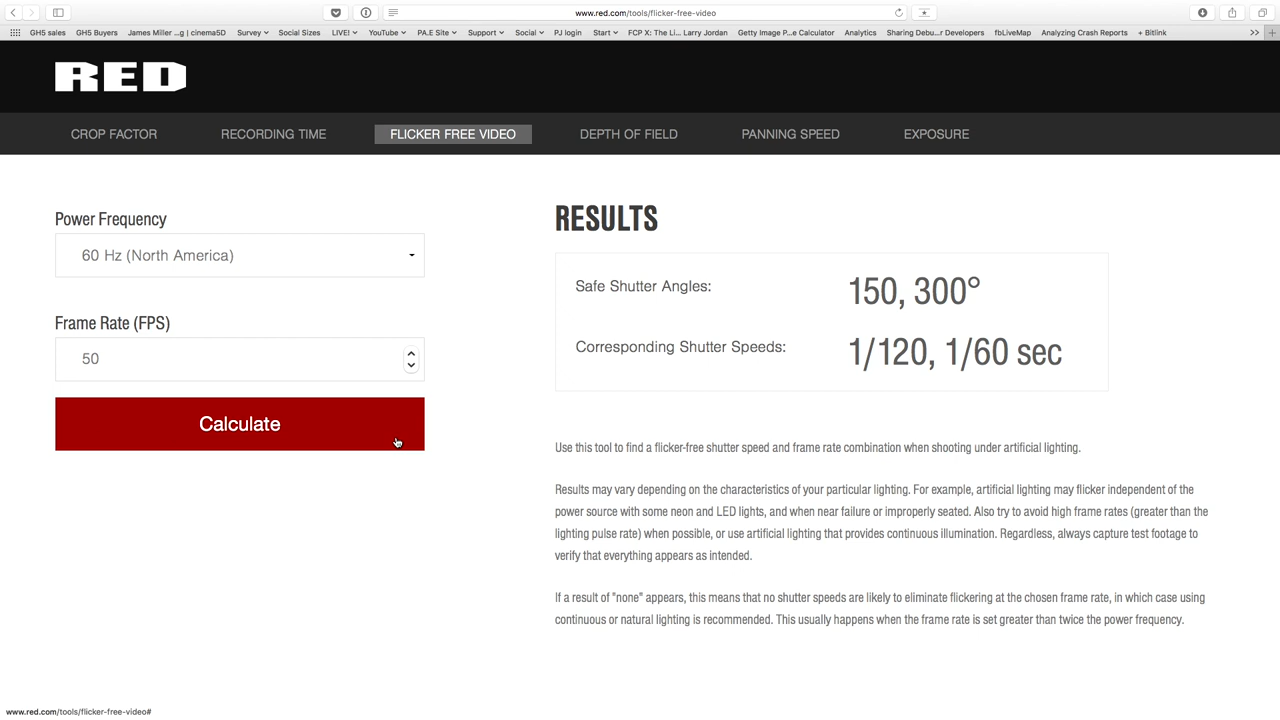 www.red.com/tools/flicker-free-video
GH5 sales GH5 Buyers James Miller ...g | cinema5D Survey Social Sizes LIVE! YouTube PA.E Site Support Social PJ login Start FCP X: The Li... Larry Jordan Getty Image P...e Calculator Analytics Sharing Debu...r Developers fbLiveMap Analyzing Crash Reports + Bitlink
RED
CROP FACTOR RECORDING TIME FLICKER FREE VIDEO DEPTH OF FIELD PANNING SPEED EXPOSURE
Power Frequency
60 Hz (North America)
Frame Rate (FPS)
50
Calculate
RESULTS
Safe Shutter Angles: 150, 300°
Corresponding Shutter Speeds: 1/120, 1/60 sec
Use this tool to find a flicker-free shutter speed and frame rate combination when shooting under artificial lighting.
Results may vary depending on the characteristics of your particular lighting. For example, artificial lighting may flicker independent of the
power source with some neon and LED lights, and when near failure or improperly seated. Also try to avoid high frame rates (greater than the
lighting pulse rate) when possible, or use artificial lighting that provides continuous illumination. Regardless, always capture test footage to
verify that everything appears as intended.
If a result of "none" appears, this means that no shutter speeds are likely to eliminate flickering at the chosen frame rate, in which case using
continuous or natural lighting is recommended. This usually happens when the frame rate is set greater than twice the power frequency.
www.red.com/tools/flicker-free-video#